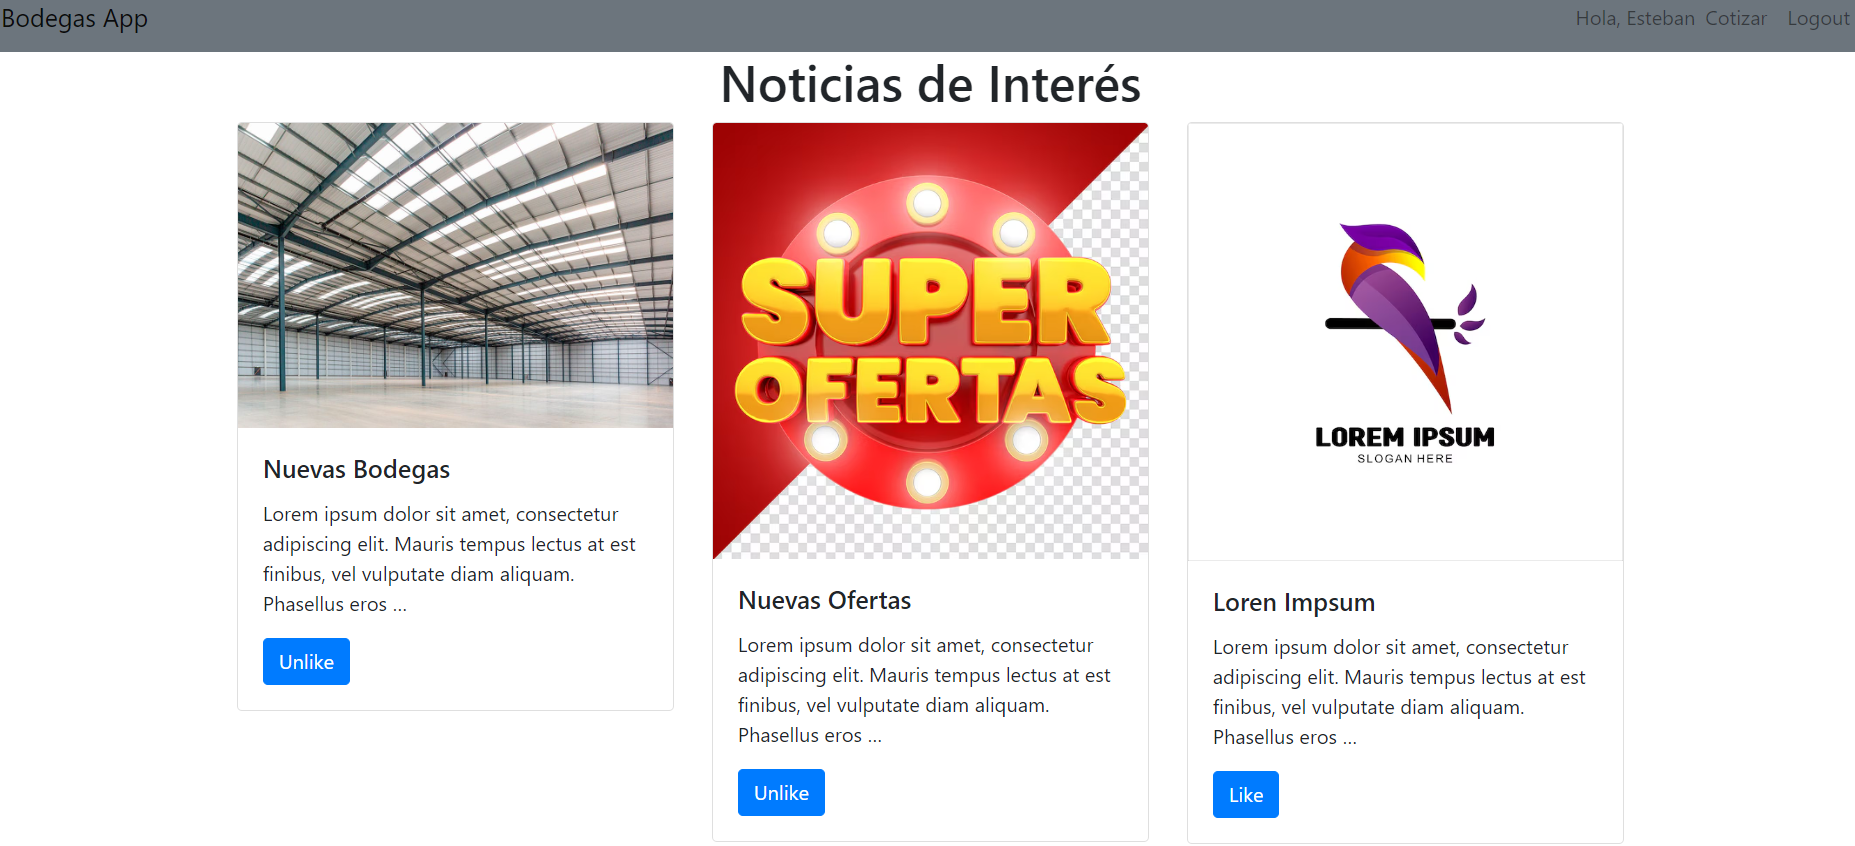 Bodegas App
Hola, Esteban Cotizar Logout
Noticias de Interés
Nuevas Bodegas
Lorem ipsum dolor sit amet, consectetur
adipiscing elit. Mauris tempus lectus at est
finibus, vel vulputate diam aliquam.
Phasellus eros ...
Unlike
SUPER
OFERTAS
Nuevas Ofertas
Lorem ipsum dolor sit amet, consectetur
adipiscing elit. Mauris tempus lectus at est
finibus, vel vulputate diam aliquam.
Phasellus eros ...
Unlike
LOREM IPSUM
SLOGAN HERE
Loren Impsum
Lorem ipsum dolor sit amet, consectetur
adipiscing elit. Mauris tempus lectus at est
finibus, vel vulputate diam aliquam.
Phasellus eros ...
Like